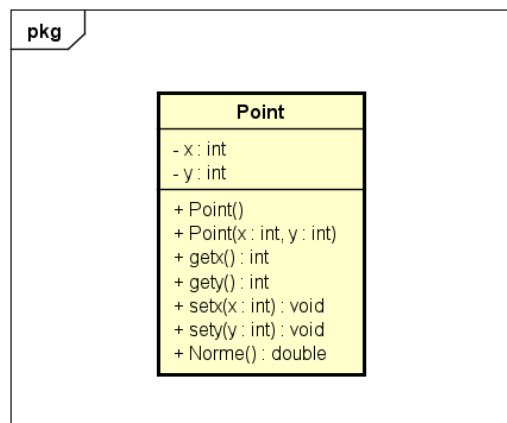 pkg
Point
- x : int
- y : int
+ Point()
+ Point(x : int, y : int)
+ getx() : int
+ gety() : int
+ setx(x : int) : void
+ sety(y : int) : void
+ Norme() : double